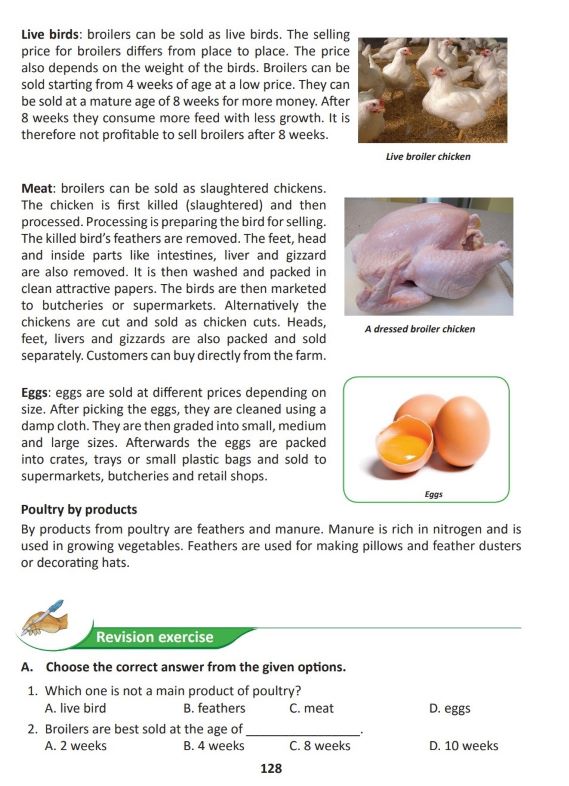 Live birds: broilers can be sold as live birds. The selling
price for broilers differs from place to place. The price
also depends on the weight of the birds. Broilers can be
sold starting from 4 weeks of age at a low price. They can
be sold at a mature age of 8 weeks for more money. After
8 weeks they consume more feed with less growth. It is
therefore not profitable to sell broilers after 8 weeks.
Live broiler chicken
Meat: broilers can be sold as slaughtered chickens.
The chicken is first killed (slaughtered) and then
processed. Processing is preparing the bird for selling.
The killed bird's feathers are removed. The feet, head
and inside parts like intestines, liver and gizzard
are also removed. It is then washed and packed in
clean attractive papers. The birds are then marketed
to butcheries or supermarkets. Alternatively the
chickens are cut and sold as chicken cuts. Heads,
feet, livers and gizzards are also packed and sold
separately. Customers can buy directly from the farm.
A dressed broiler chicken
Eggs: eggs are sold at different prices depending on
size. After picking the eggs, they are cleaned using a
damp cloth. They are then graded into small, medium
and large sizes. Afterwards the eggs are packed
into crates, trays or small plastic bags and sold to
supermarkets, butcheries and retail shops.
Eggs
Poultry by products
By products from poultry are feathers and manure. Manure is rich in nitrogen and is
used in growing vegetables. Feathers are used for making pillows and feather dusters
or decorating hats.
Revision exercise
A. Choose the correct answer from the given options.
1. Which one is not a main product of poultry?
A. live bird B. feathers C. meat D. eggs
2. Broilers are best sold at the age of _________________.
A. 2 weeks B. 4 weeks C. 8 weeks D. 10 weeks
128